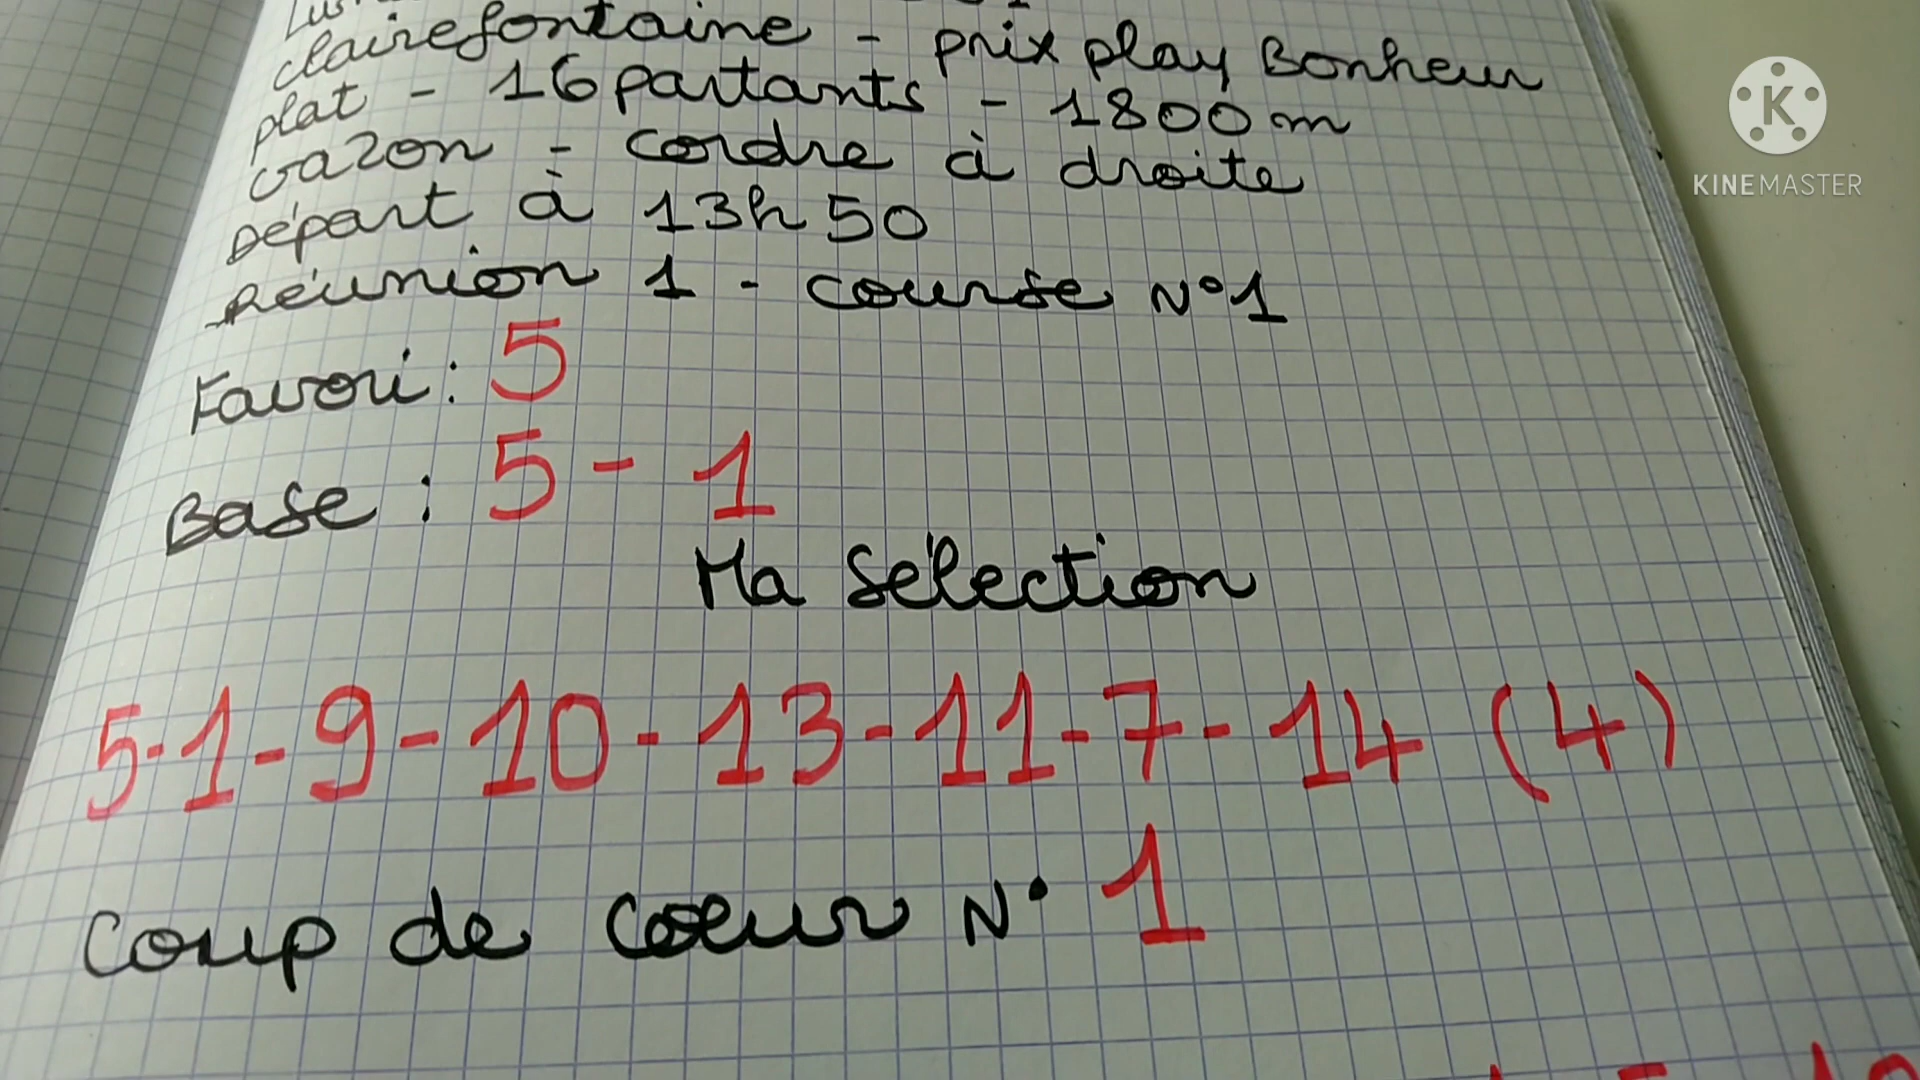 clairefontaine - prix play Bonheur
plat - 16 partants - 1800 m
Gazon - cordre à droite
Départ à 13h50
réunion 1 - course N°1
Favori : 5
Base : 5 - 1
Ma sélection
5-1-9-10-13-11-7-14 (4)
coup de coeur N° 1
K
KINEMASTER